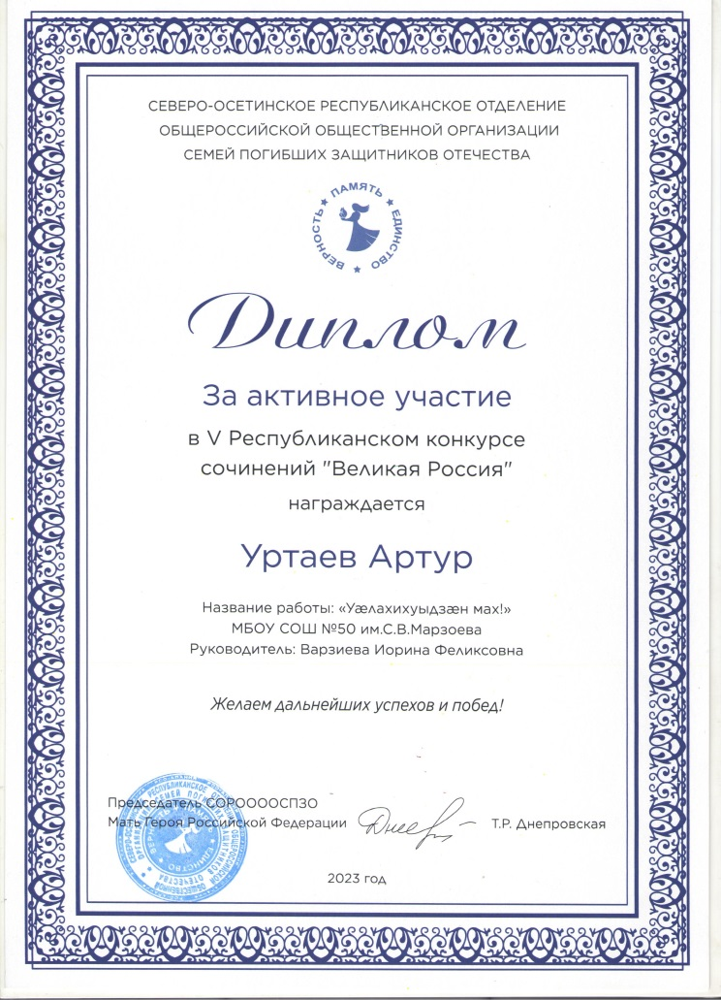 СЕВЕРО-ОСЕТИНСКОЕ РЕСПУБЛИКАНСКОЕ ОТДЕЛЕНИЕ
ОБЩЕРОССИЙСКОЙ ОБЩЕСТВЕННОЙ ОРГАНИЗАЦИИ
СЕМЕЙ ПОГИБШИХ ЗАЩИТНИКОВ ОТЕЧЕСТВА
ВЕРНОСТЬ ★ ПАМЯТЬ ★ ЕДИНСТВО ★
Диплом
За активное участие
в V Республиканском конкурсе
сочинений "Великая Россия"
награждается
Уртаев Артур
Название работы: «Уæлахихуыдзæн мах!»
МБОУ СОШ №50 им.С.В.Марзоева
Руководитель: Варзиева Иорина Феликсовна
Желаем дальнейших успехов и побед!
Председатель СОРОООOСПЗО
Мать Героя Российской Федерации
Т.Р. Днепровская
2023 год